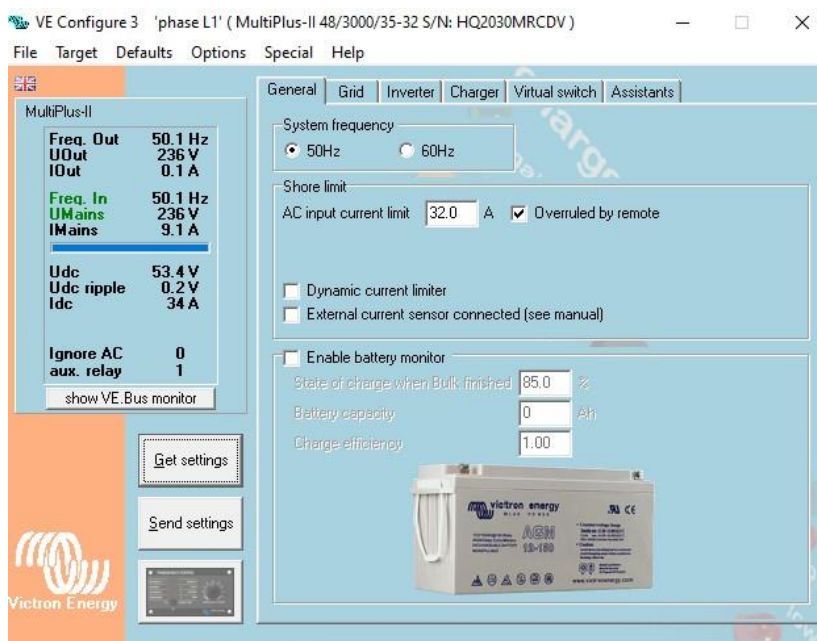 VE Configure 3 'phase L1' ( MultiPlus-II 48/3000/35-32 S/N: HQ2030MRCDV )
File Target Defaults Options Special Help
MultiPlus-II
Freq. Out 50.1 Hz
UOut 236 V
IOut 0.1 A
Freq. In 50.1 Hz
UMains 236 V
IMains 9.1 A
Udc 53.4 V
Udc ripple 0.2 V
Idc 34 A
Ignore AC 0
aux. relay 1
show VE.Bus monitor
Get settings
Send settings
Victron Energy
General Grid Inverter Charger Virtual switch Assistants
System frequency
50Hz 60Hz
Shore limit
AC input current limit 32.0 A Overruled by remote
Dynamic current limiter
External current sensor connected (see manual)
Enable battery monitor
State of charge when Bulk finished 85.0 %
Battery capacity 0 Ah
Charge efficiency 1.00
victron energy
BLUE POWER
AGM
12-150
www.victronenergy.com